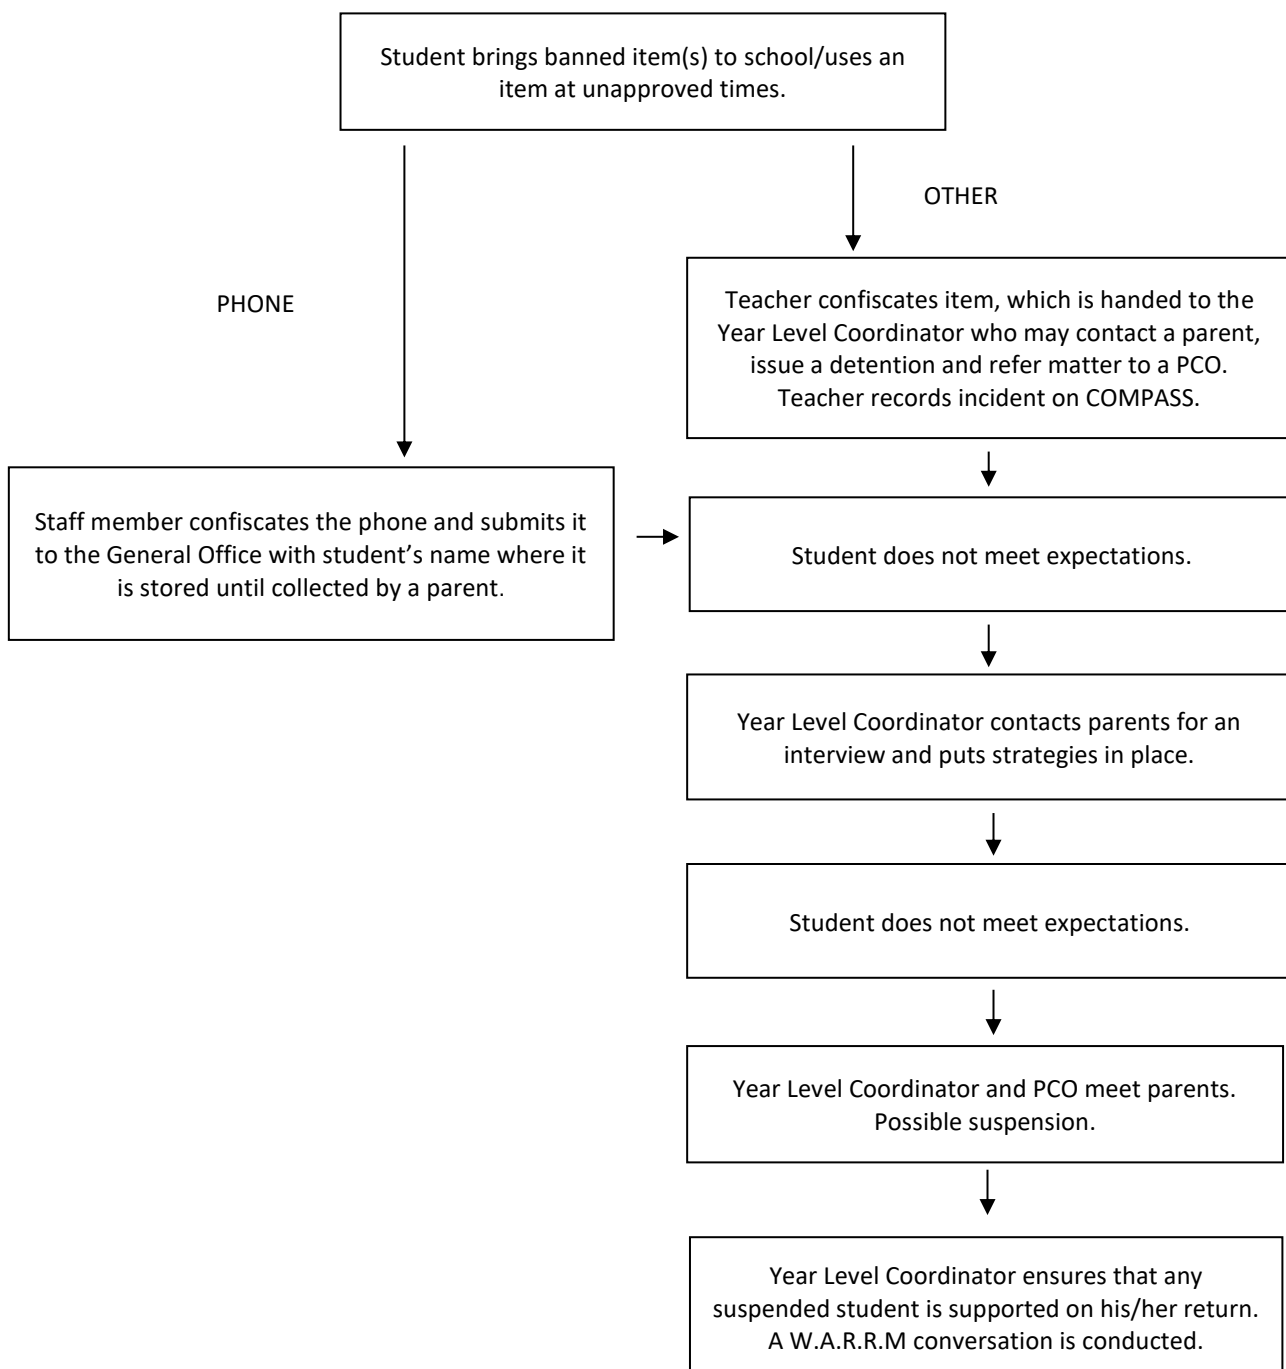 Student brings banned item(s) to school/uses an
item at unapproved times.
OTHER
PHONE
Teacher confiscates item, which is handed to the
Year Level Coordinator who may contact a parent,
issue a detention and refer matter to a PCO.
Teacher records incident on COMPASS.
Staff member confiscates the phone and submits it
to the General Office with student’s name where it
is stored until collected by a parent.
Student does not meet expectations.
Year Level Coordinator contacts parents for an
interview and puts strategies in place.
Student does not meet expectations.
Year Level Coordinator and PCO meet parents.
Possible suspension.
Year Level Coordinator ensures that any
suspended student is supported on his/her return.
A W.A.R.R.M conversation is conducted.